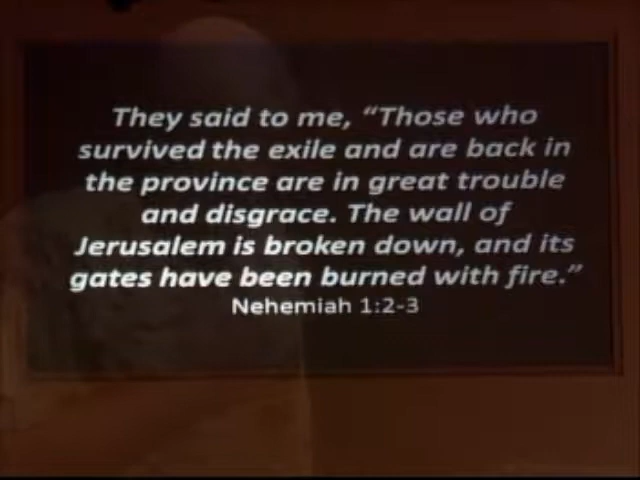 They said to me, “Those who
survived the exile and are back in
the province are in great trouble
and disgrace. The wall of
Jerusalem is broken down, and its
gates have been burned with fire.”
Nehemiah 1:2-3